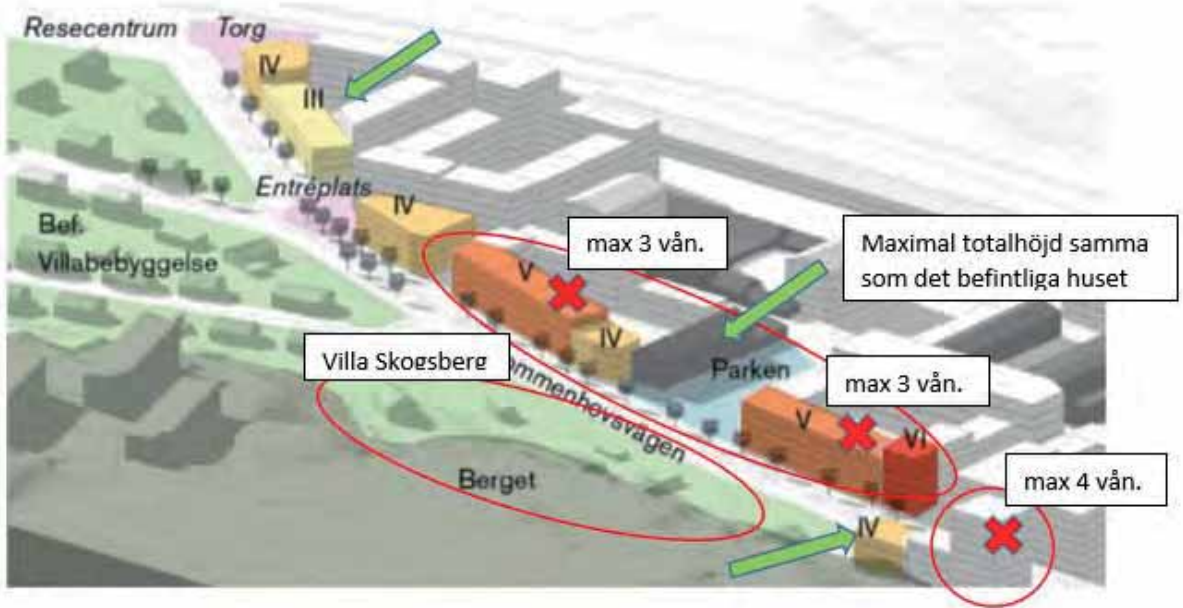 Resecentrum
Torg
IV
III
Entréplats
IV
max 3 vån.
Maximal totalhöjd samma
som det befintliga huset
Bef.
Villabebyggelse
V
IV
Villa Skogsberg
ommenhovsvägen
Parken
max 3 vån.
V
VI
Berget
max 4 vån.
IV